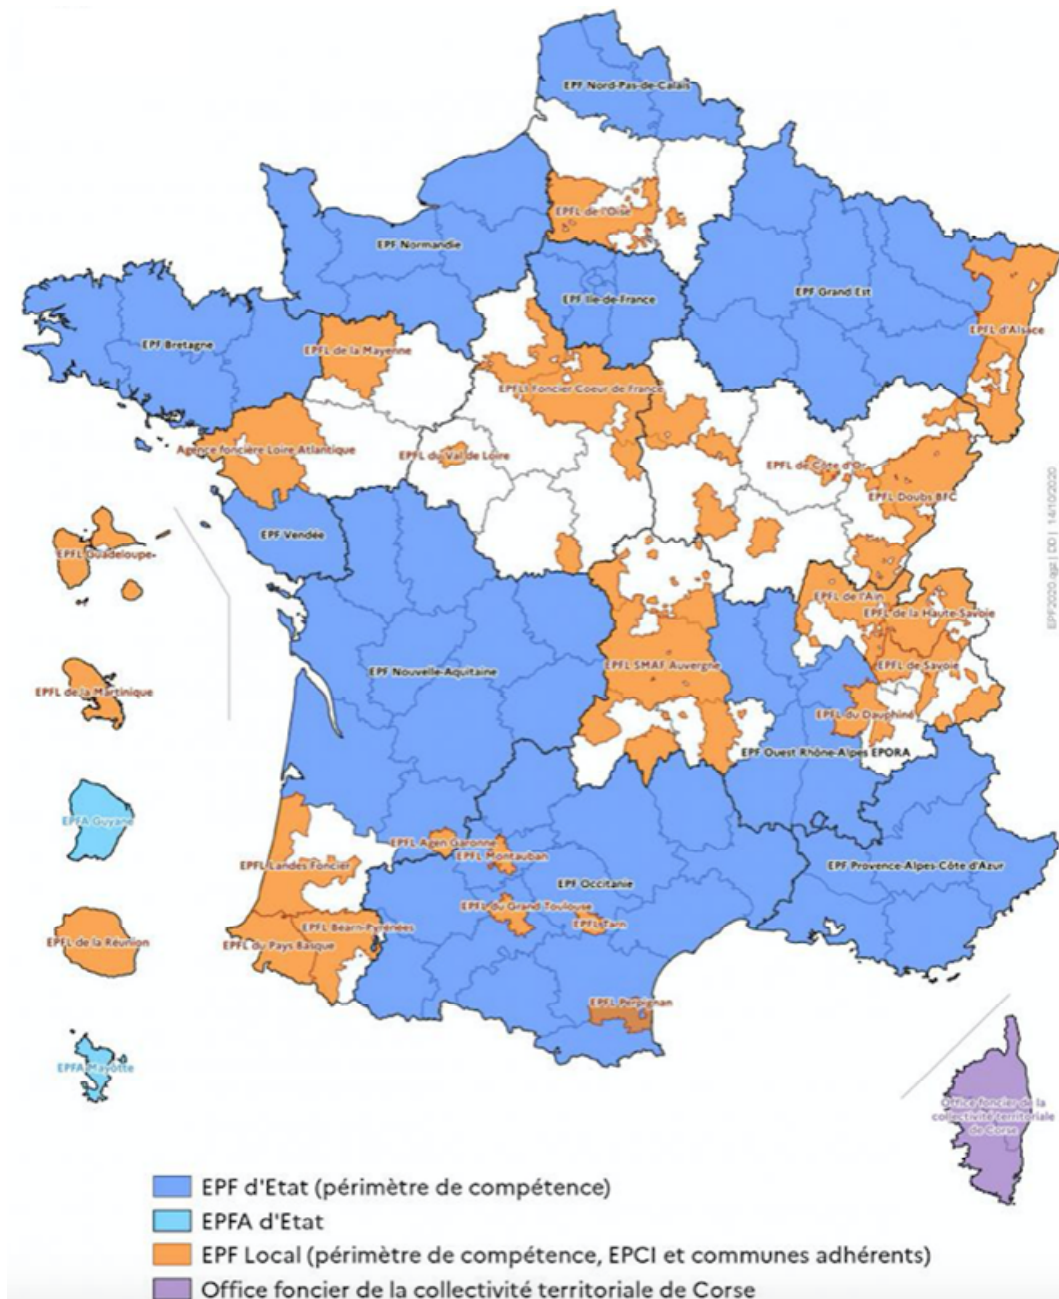 EPF Nord-Pas-de-Calais
EPFL de l'Oise
EPF Normandie
EPF Ile-de-France
EPF Grand Est
EPFL d'Alsace
EPF Bretagne
EPFL de la Mayenne
EPFLI Foncier Coeur de France
Agence foncière Loire Atlantique
EPFL du Val de Loire
EPFL de Côte d'Or
EPFL Doubs BFC
EPF Vendée
EPFL Guadeloupe
EPFL de l'Ain
EPFL de la Haute-Savoie
EPFL de la Martinique
EPF Nouvelle-Aquitaine
EPFL SMAF Auvergne
EPFL de Savoie
EPFL du Dauphiné
EPF Ouest Rhône-Alpes EPORA
EPFA Guyane
EPFL Agen Garonne
EPFL Montauban
EPFL Landes Foncier
EPF Occitanie
EPF Provence-Alpes-Côte d'Azur
EPFL du Grand Toulouse
EPFL Tarn
EPFL de la Réunion
EPFL Béarn-Pyrénées
EPFL du Pays Basque
EPFL Perpignan
EPFA Mayotte
Office foncier de la
collectivité territoriale
de Corse
EPF2020.qgz | DD | 14/10/2020
EPF d'Etat (périmètre de compétence)
EPFA d'Etat
EPF Local (périmètre de compétence, EPCI et communes adhérents)
Office foncier de la collectivité territoriale de Corse